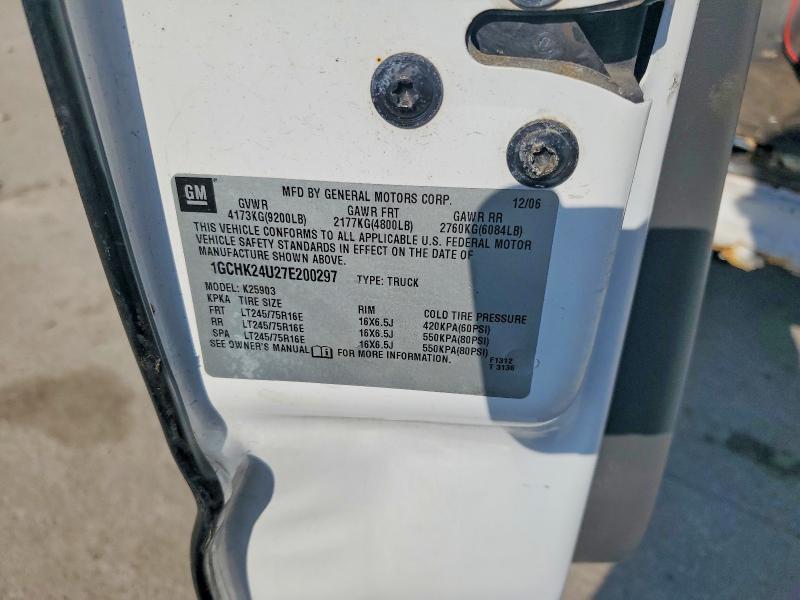 GM
MFD BY GENERAL MOTORS CORP. 12/06
GVWR GAWR FRT GAWR RR
4173KG(9200LB) 2177KG(4800LB) 2760KG(6084LB)
THIS VEHICLE CONFORMS TO ALL APPLICABLE U.S. FEDERAL MOTOR
VEHICLE SAFETY STANDARDS IN EFFECT ON THE DATE OF
MANUFACTURE SHOWN ABOVE.
1GCHK24U27E200297 TYPE: TRUCK
MODEL: K25903
KPKA TIRE SIZE RIM COLD TIRE PRESSURE
FRT LT245/75R16E 16X6.5J 420KPA(60PSI)
RR LT245/75R16E 16X6.5J 550KPA(80PSI)
SPA LT245/75R16E 16X6.5J 550KPA(80PSI)
SEE OWNER'S MANUAL FOR MORE INFORMATION.
F1312
T 3136